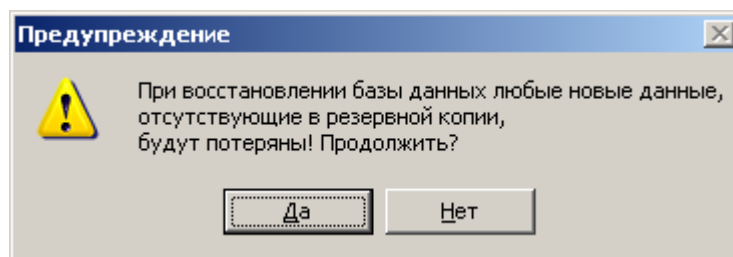 Предупреждение
При восстановлении базы данных любые новые данные,
отсутствующие в резервной копии,
будут потеряны! Продолжить?
Да
Нет